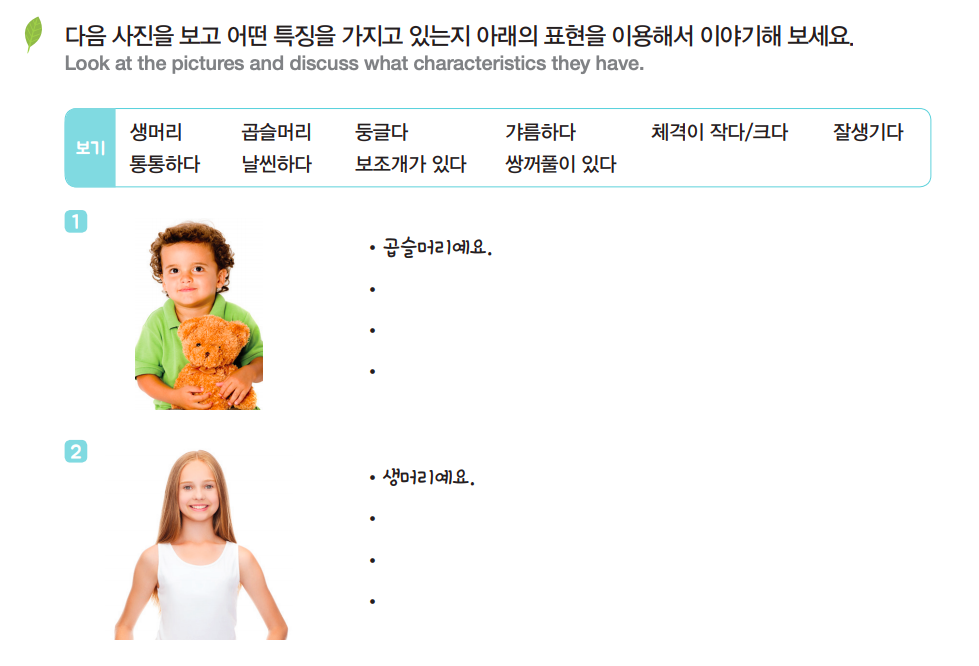 다음 사진을 보고 어떤 특징을 가지고 있는지 아래의 표현을 이용해서 이야기해 보세요.
Look at the pictures and discuss what characteristics they have.
보기
생머리 곱슬머리 둥글다 갸름하다 체격이 작다/크다 잘생기다
통통하다 날씬하다 보조개가 있다 쌍꺼풀이 있다
1
• 곱슬머리예요.
•
•
•
2
• 생머리예요.
•
•
•